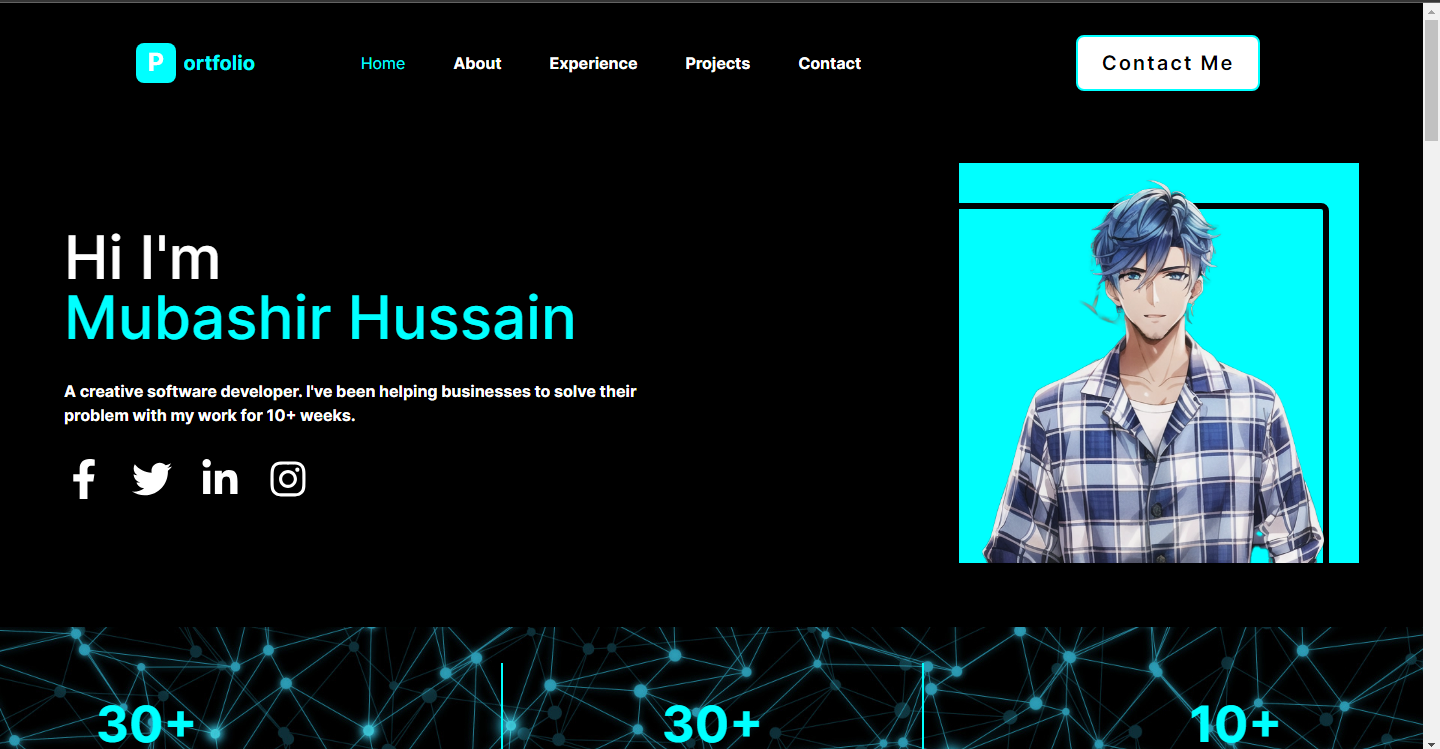 P ortfolio Home About Experience Projects Contact Contact Me
Hi I'm
Mubashir Hussain
A creative software developer. I've been helping businesses to solve their
problem with my work for 10+ weeks.
30+ 30+ 10+